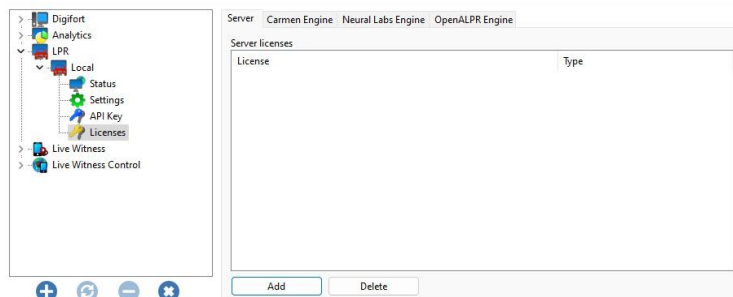 Digifort
Analytics
LPR
Local
Status
Settings
API Key
Licenses
Live Witness
Live Witness Control
Server Carmen Engine Neural Labs Engine OpenALPR Engine
Server licenses
License Type
Add Delete